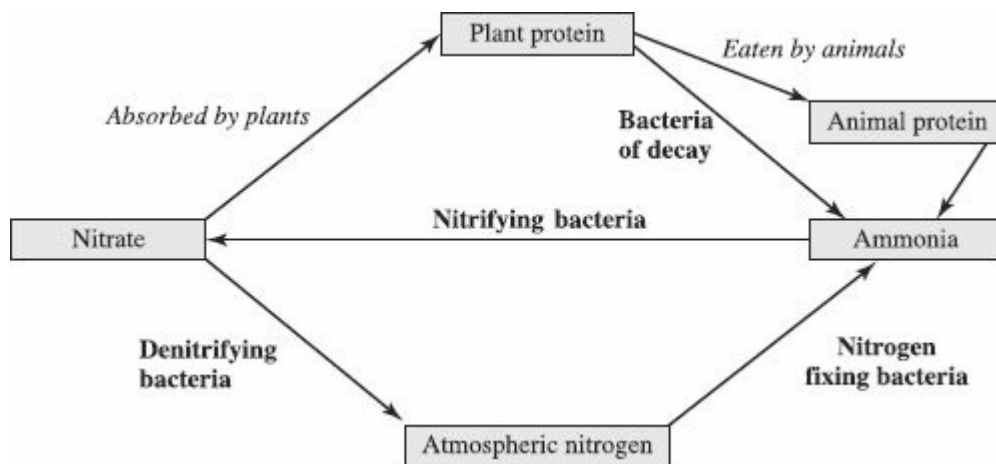 Plant protein
Eaten by animals
Absorbed by plants
Animal protein
Bacteria
of decay
Nitrifying bacteria
Nitrate
Ammonia
Denitrifying
bacteria
Nitrogen
fixing bacteria
Atmospheric nitrogen